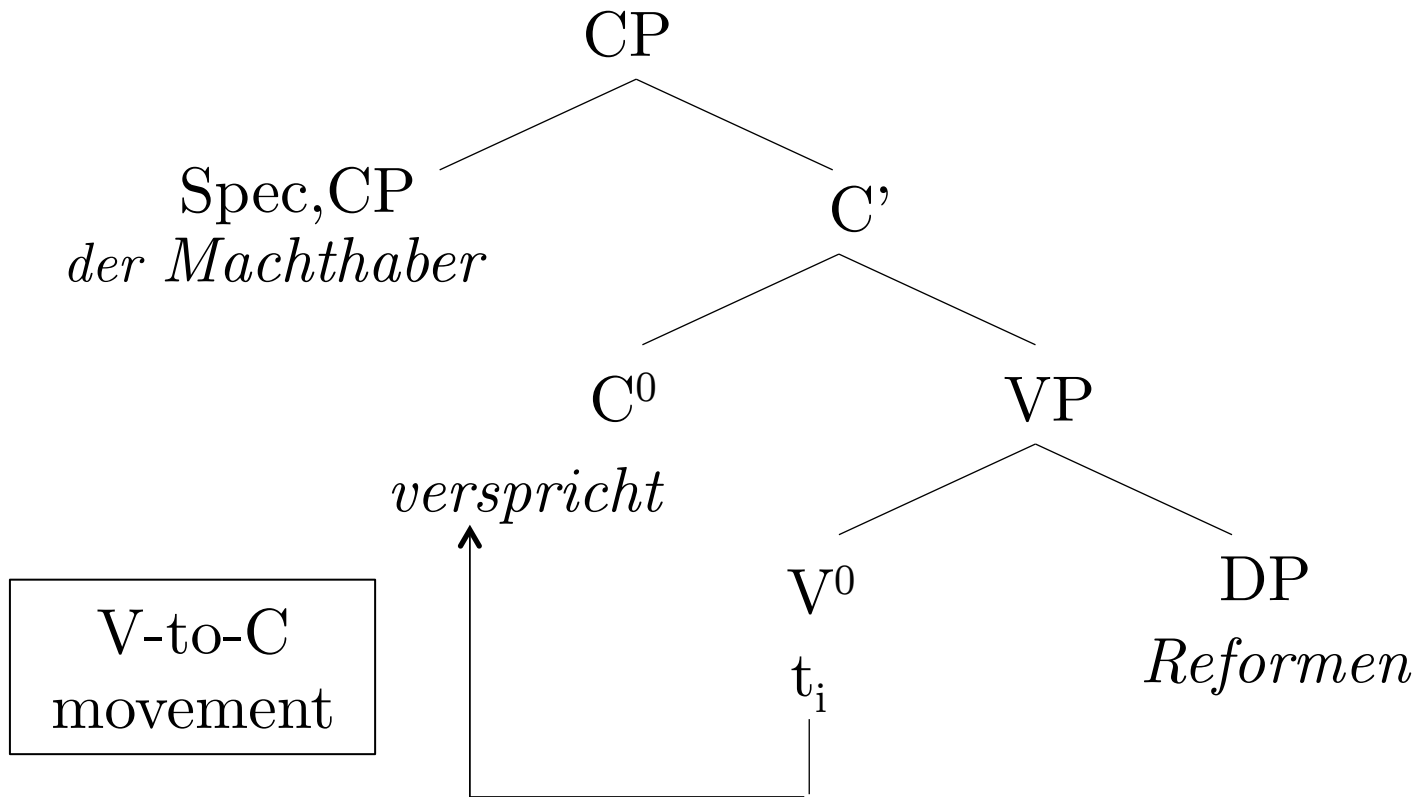 CP
Spec,CP
der Machthaber
C’
C⁰
VP
verspricht
V⁰
DP
V-to-C
movement
tᵢ
Reformen